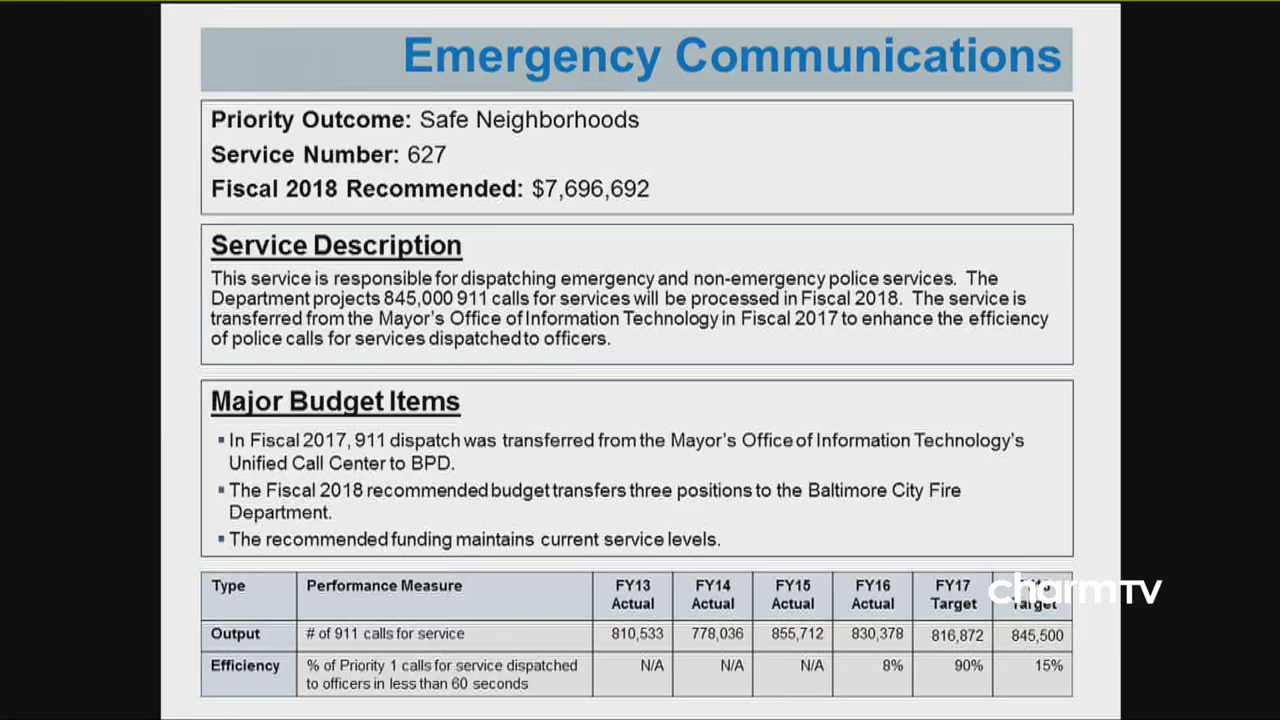 Emergency Communications
Priority Outcome: Safe Neighborhoods
Service Number: 627
Fiscal 2018 Recommended: $7,696,692
Service Description
This service is responsible for dispatching emergency and non-emergency police services. The
Department projects 845,000 911 calls for services will be processed in Fiscal 2018. The service is
transferred from the Mayor's Office of Information Technology in Fiscal 2017 to enhance the efficiency
of police calls for services dispatched to officers.
Major Budget Items
▪ In Fiscal 2017, 911 dispatch was transferred from the Mayor's Office of Information Technology's
Unified Call Center to BPD.
▪ The Fiscal 2018 recommended budget transfers three positions to the Baltimore City Fire
Department.
▪ The recommended funding maintains current service levels.
Type Performance Measure FY13 Actual FY14 Actual FY15 Actual FY16 Actual FY17 Target Target
charmTV
Output # of 911 calls for service 810,533 778,036 855,712 830,378 816,872 845,500
Efficiency % of Priority 1 calls for service dispatched N/A N/A N/A 8% 90% 15%
to officers in less than 60 seconds